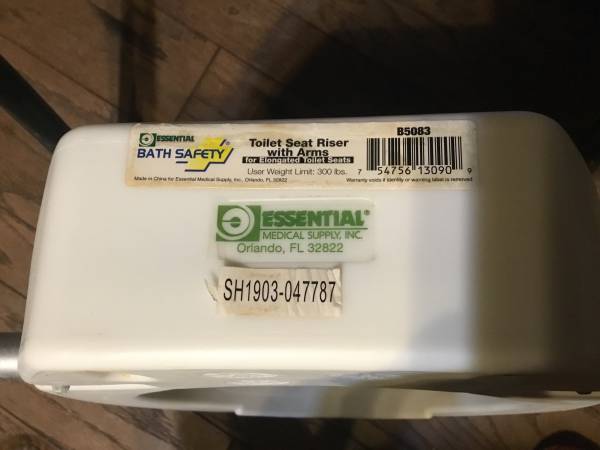 ESSENTIAL
BATH SAFETY
Toilet Seat Riser
with Arms
for Elongated Toilet Seats
User Weight Limit: 300 lbs.
B5083
7 54756 13090 9
Made in China for Essential Medical Supply, Inc., Orlando, FL 32822
Warranty voids if identity or warning label is removed
ESSENTIAL®
MEDICAL SUPPLY, INC.
Orlando, FL 32822
SH1903-047787